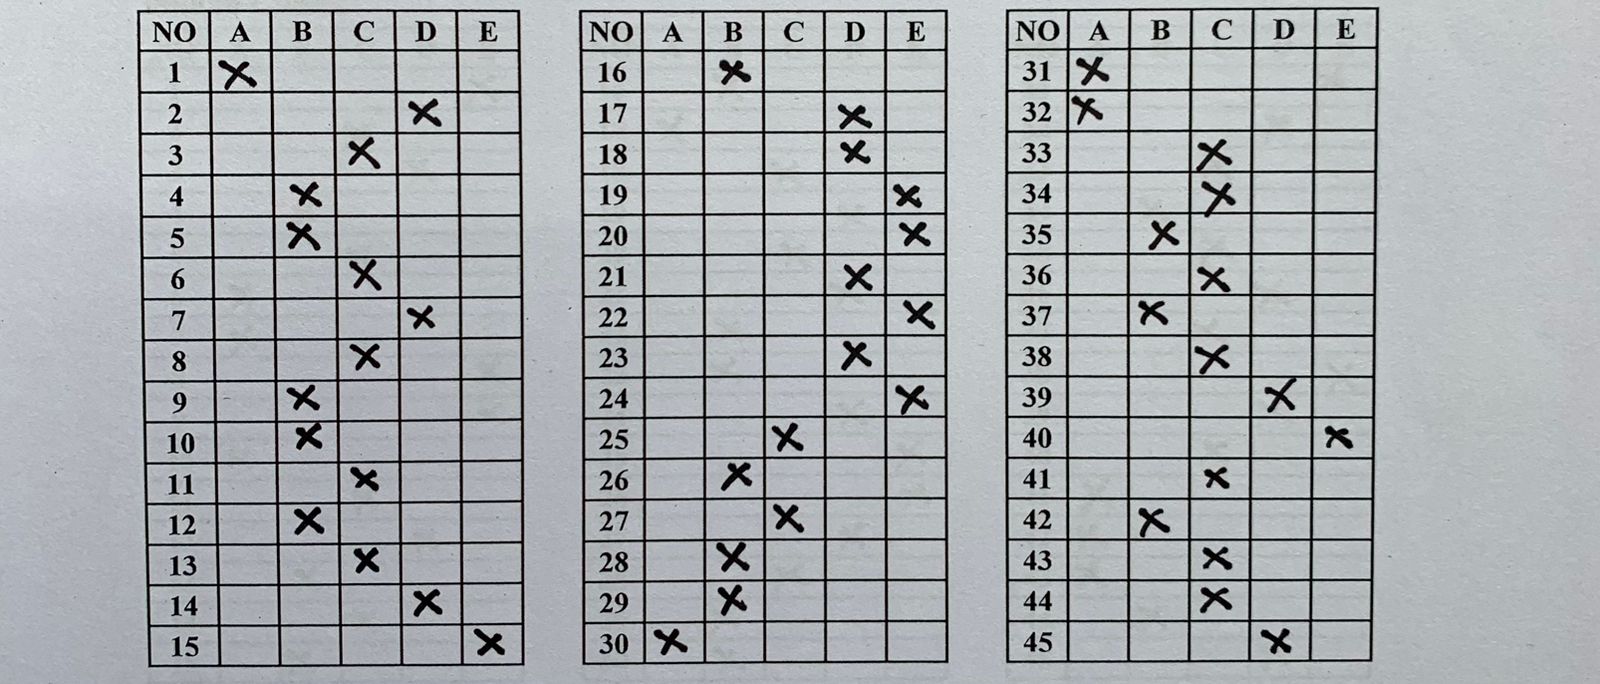 NO A B C D E
1 X
2 X
3 X
4 X
5 X
6 X
7 X
8 X
9 X
10 X
11 X
12 X
13 X
14 X
15 X
NO A B C D E
16 X
17 X
18 X
19 X
20 X
21 X
22 X
23 X
24 X
25 X
26 X
27 X
28 X
29 X
30 X
NO A B C D E
31 X
32 X
33 X
34 X
35 X
36 X
37 X
38 X
39 X
40 X
41 X
42 X
43 X
44 X
45 X